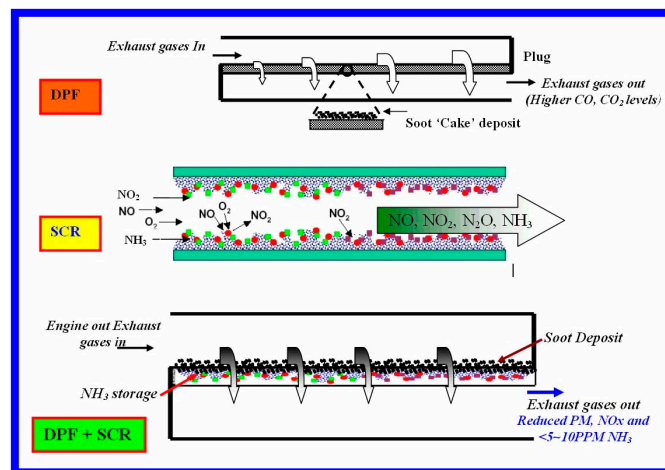 Exhaust gases In
Plug
DPF
Exhaust gases out
(Higher CO, CO₂ levels)
Soot ‘Cake’ deposit
NO₂
NO
O₂
NH₃
NO
O₂
NO₂
NO₂
NO, NO₂, N₂O, NH₃
SCR
Engine out Exhaust
gases in
Soot Deposit
NH₃ storage
Exhaust gases out
Reduced PM, NOx and
<5~10PPM NH₃
DPF + SCR